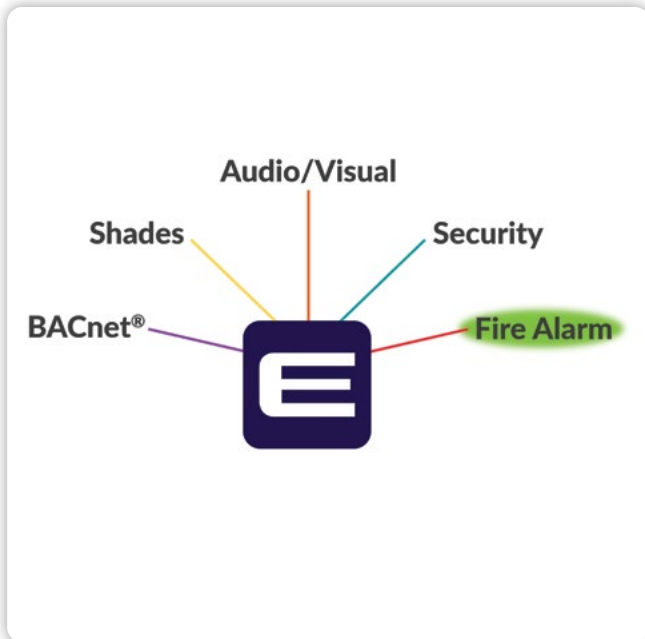 Audio/Visual
Shades
Security
BACnet®
Fire Alarm
E